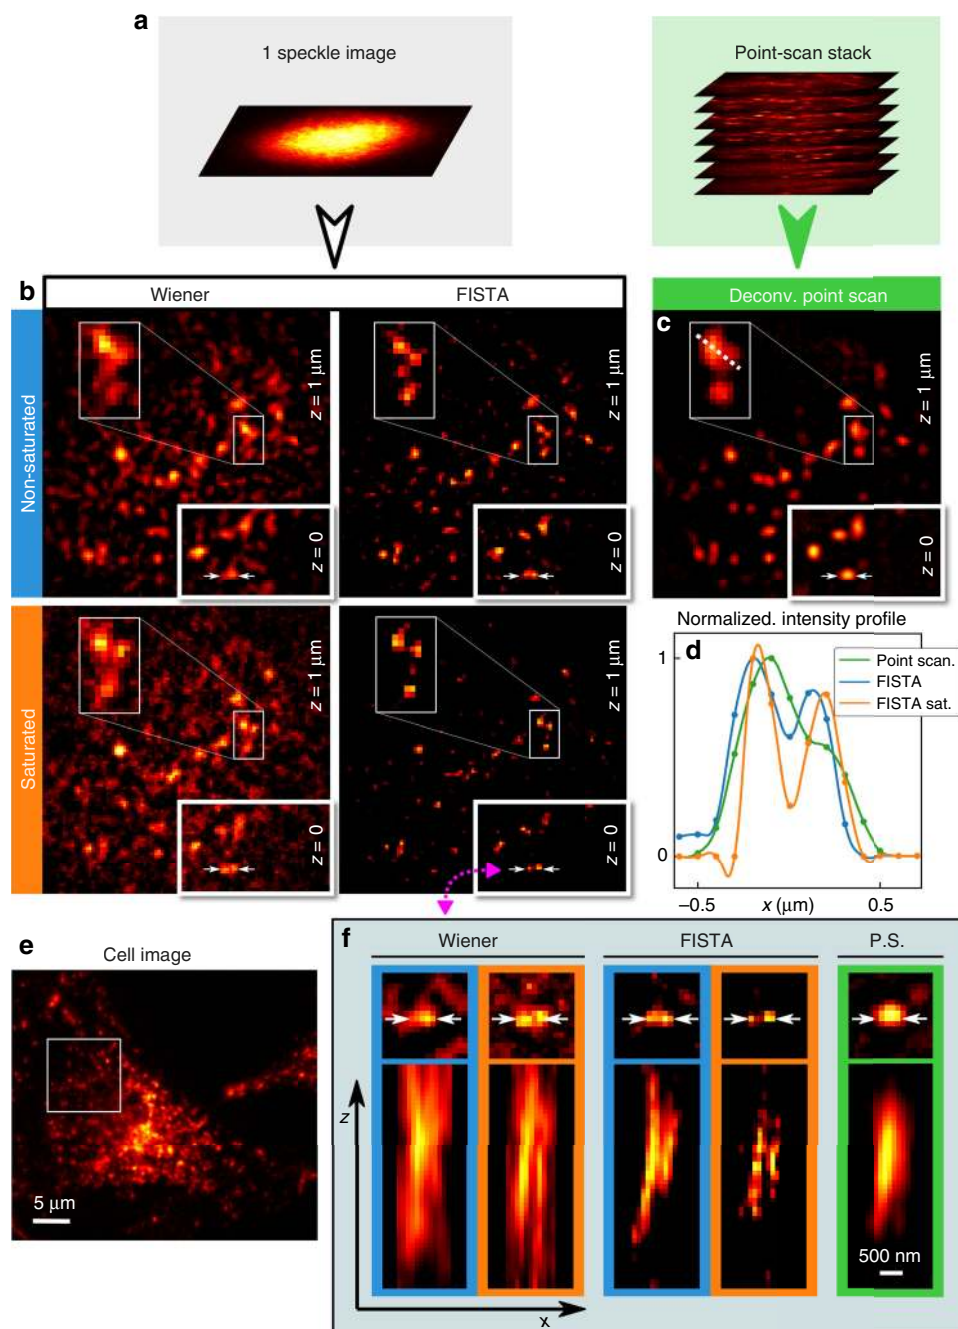 a
1 speckle image
Point-scan stack
b
Wiener
FISTA
Deconv. point scan
c
Non-saturated
z = 1 μm
z = 0
z = 1 μm
z = 0
z = 1 μm
z = 0
Saturated
z = 1 μm
z = 0
z = 1 μm
z = 0
Normalized. intensity profile
d
Point scan.
FISTA
FISTA sat.
1
0
–0.5
x (μm)
0.5
e
Cell image
5 μm
f
Wiener
FISTA
P.S.
z
x
500 nm